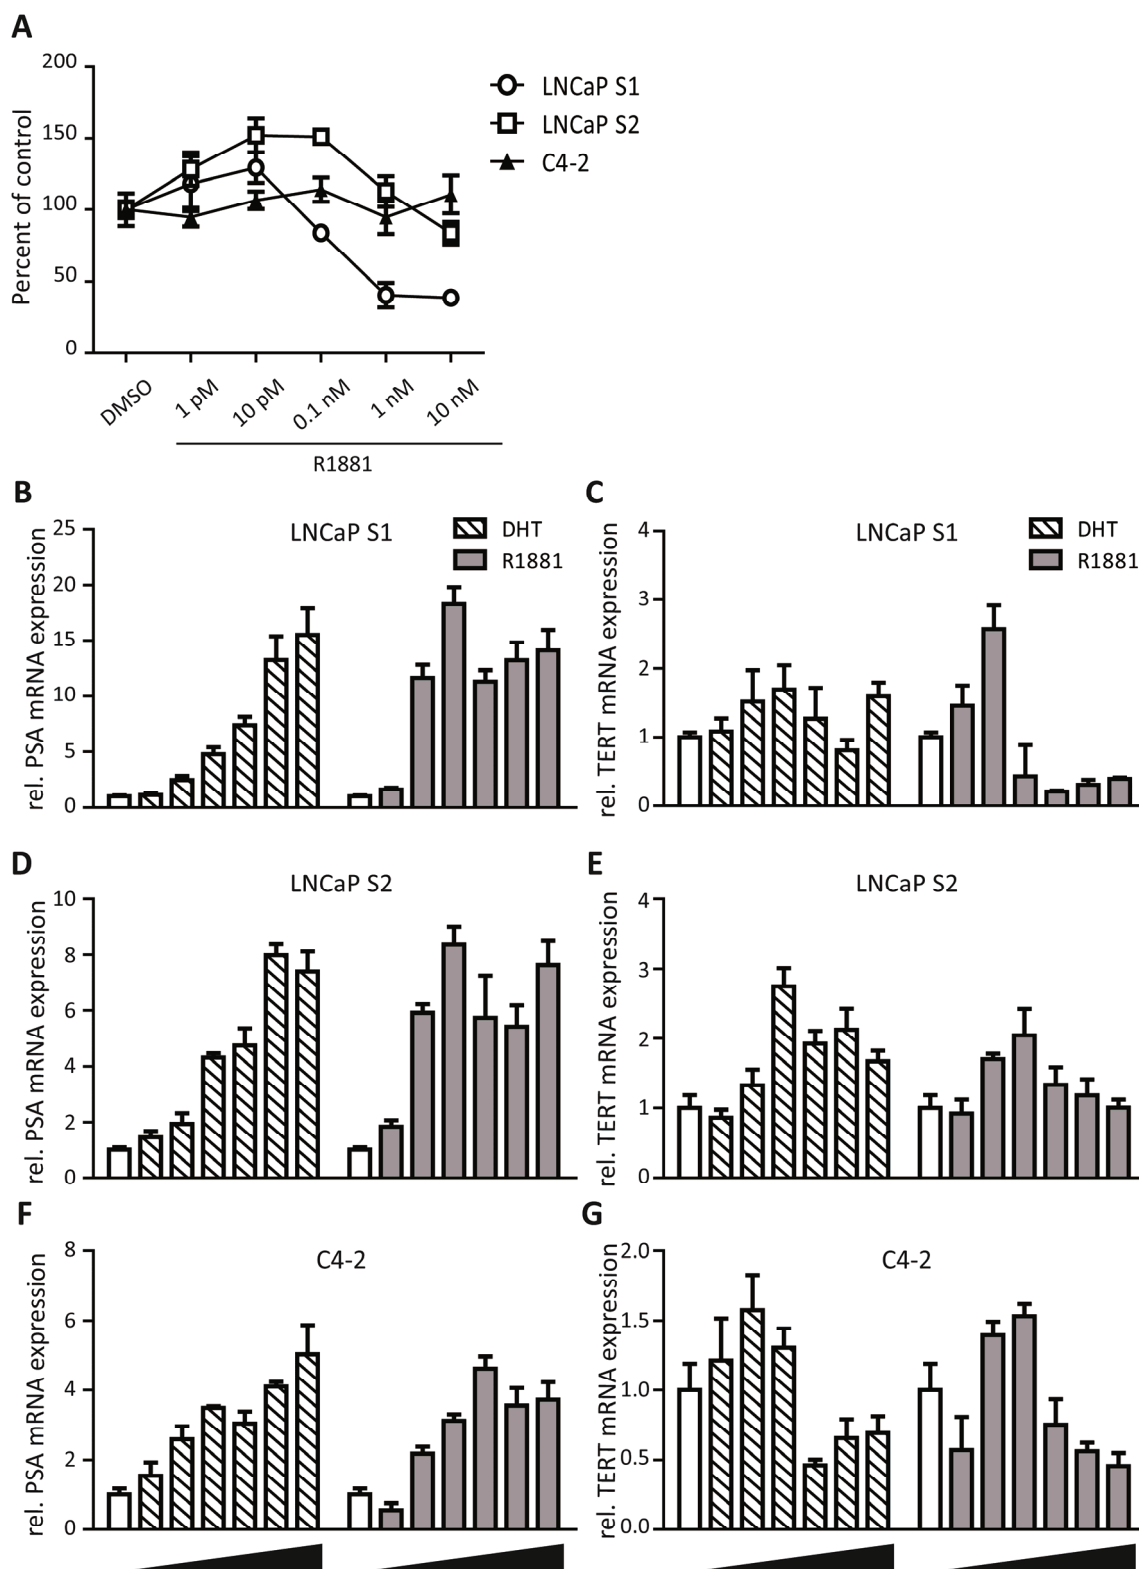 A
200
150
100
50
0
Percent of control
LNCaP S1
LNCaP S2
C4-2
DMSO
1 pM
10 pM
0.1 nM
1 nM
10 nM
R1881
B
LNCaP S1
DHT
R1881
25
20
15
10
5
0
rel. PSA mRNA expression
C
LNCaP S1
DHT
R1881
4
3
2
1
0
rel. TERT mRNA expression
D
LNCaP S2
10
8
6
4
2
0
rel. PSA mRNA expression
E
LNCaP S2
4
3
2
1
0
rel. TERT mRNA expression
F
C4-2
8
6
4
2
0
rel. PSA mRNA expression
G
C4-2
2.0
1.5
1.0
0.5
0.0
rel. TERT mRNA expression